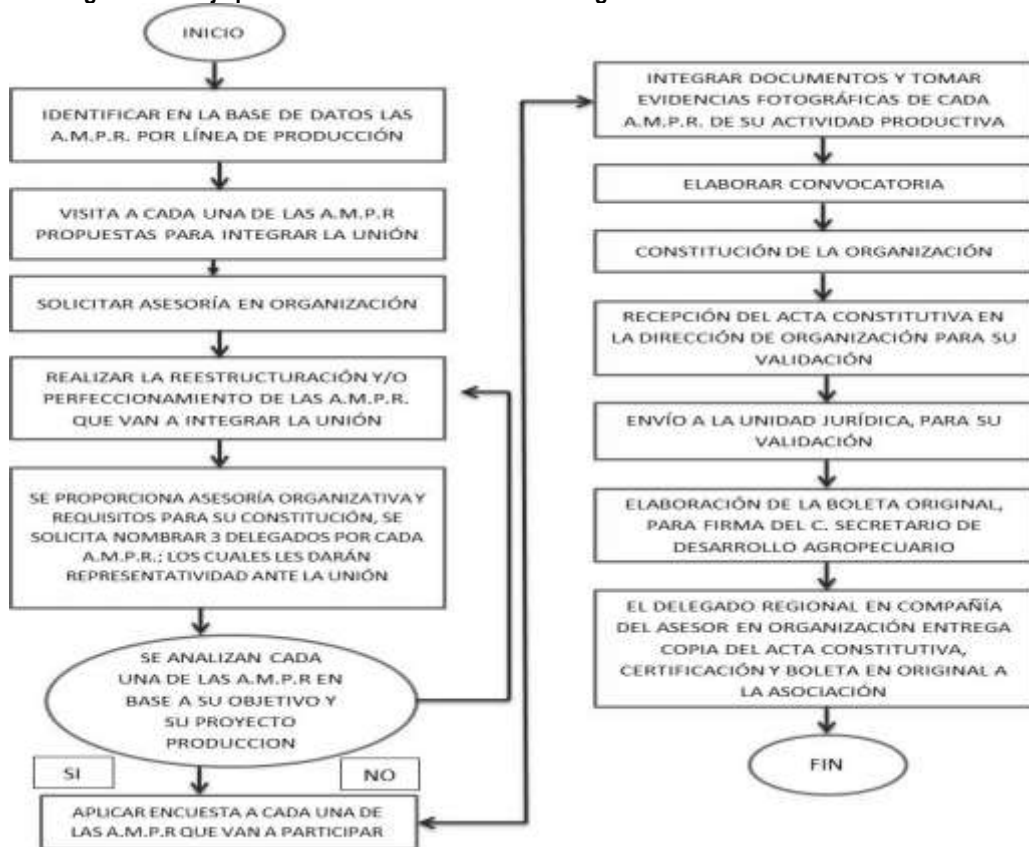 INICIO
IDENTIFICAR EN LA BASE DE DATOS LAS
A.M.P.R. POR LÍNEA DE PRODUCCIÓN
VISITA A CADA UNA DE LAS A.M.P.R
PROPUESTAS PARA INTEGRAR LA UNIÓN
SOLICITAR ASESORÍA EN ORGANIZACIÓN
REALIZAR LA REESTRUCTURACIÓN Y/O
PERFECCIONAMIENTO DE LAS A.M.P.R.
QUE VAN A INTEGRAR LA UNIÓN
SE PROPORCIONA ASESORÍA ORGANIZATIVA Y
REQUISITOS PARA SU CONSTITUCIÓN, SE
SOLICITA NOMBRAR 3 DELEGADOS POR CADA
A.M.P.R.; LOS CUALES LES DARÁN
REPRESENTATIVIDAD ANTE LA UNIÓN
SE ANALIZAN CADA
UNA DE LAS A.M.P.R EN
BASE A SU OBJETIVO Y
SU PROYECTO
PRODUCCION
SI
NO
APLICAR ENCUESTA A CADA UNA DE
LAS A.M.P.R QUE VAN A PARTICIPAR
INTEGRAR DOCUMENTOS Y TOMAR
EVIDENCIAS FOTOGRÁFICAS DE CADA
A.M.P.R. DE SU ACTIVIDAD PRODUCTIVA
ELABORAR CONVOCATORIA
CONSTITUCIÓN DE LA ORGANIZACIÓN
RECEPCIÓN DEL ACTA CONSTITUTIVA EN
LA DIRECCIÓN DE ORGANIZACIÓN PARA SU
VALIDACIÓN
ENVÍO A LA UNIDAD JURÍDICA, PARA SU
VALIDACIÓN
ELABORACIÓN DE LA BOLETA ORIGINAL,
PARA FIRMA DEL C. SECRETARIO DE
DESARROLLO AGROPECUARIO
EL DELEGADO REGIONAL EN COMPAÑÍA
DEL ASESOR EN ORGANIZACIÓN ENTREGA
COPIA DEL ACTA CONSTITUTIVA,
CERTIFICACIÓN Y BOLETA EN ORIGINAL A
LA ASOCIACIÓN
FIN